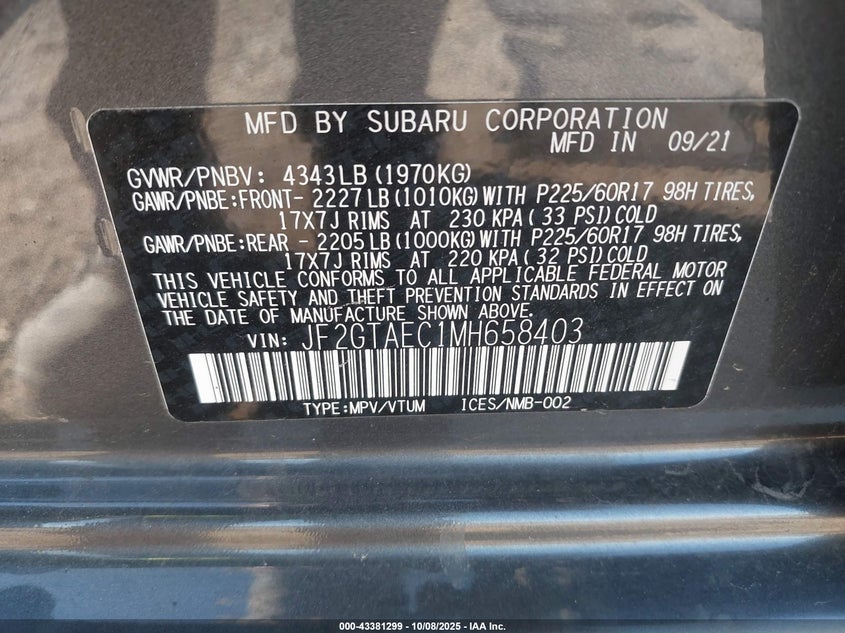 MFD BY SUBARU CORPORATION
MFD IN 09/21
GVWR/PNBV: 4343LB (1970KG)
GAWR/PNBE:FRONT- 2227LB (1010KG) WITH P225/60R17 98H TIRES,
17X7J RIMS AT 230 KPA (33 PSI) COLD
GAWR/PNBE:REAR - 2205LB (1000KG) WITH P225/60R17 98H TIRES,
17X7J RIMS AT 220 KPA (32 PSI) COLD
THIS VEHICLE CONFORMS TO ALL APPLICABLE FEDERAL MOTOR
VEHICLE SAFETY AND THEFT PREVENTION STANDARDS IN EFFECT ON
THE DATE OF MANUFACTURE SHOWN ABOVE.
VIN: JF2GTAEC1MH658403
TYPE:MPV/VTUM ICES/NMB-002
000-43381299 - 10/08/2025 - IAA Inc.